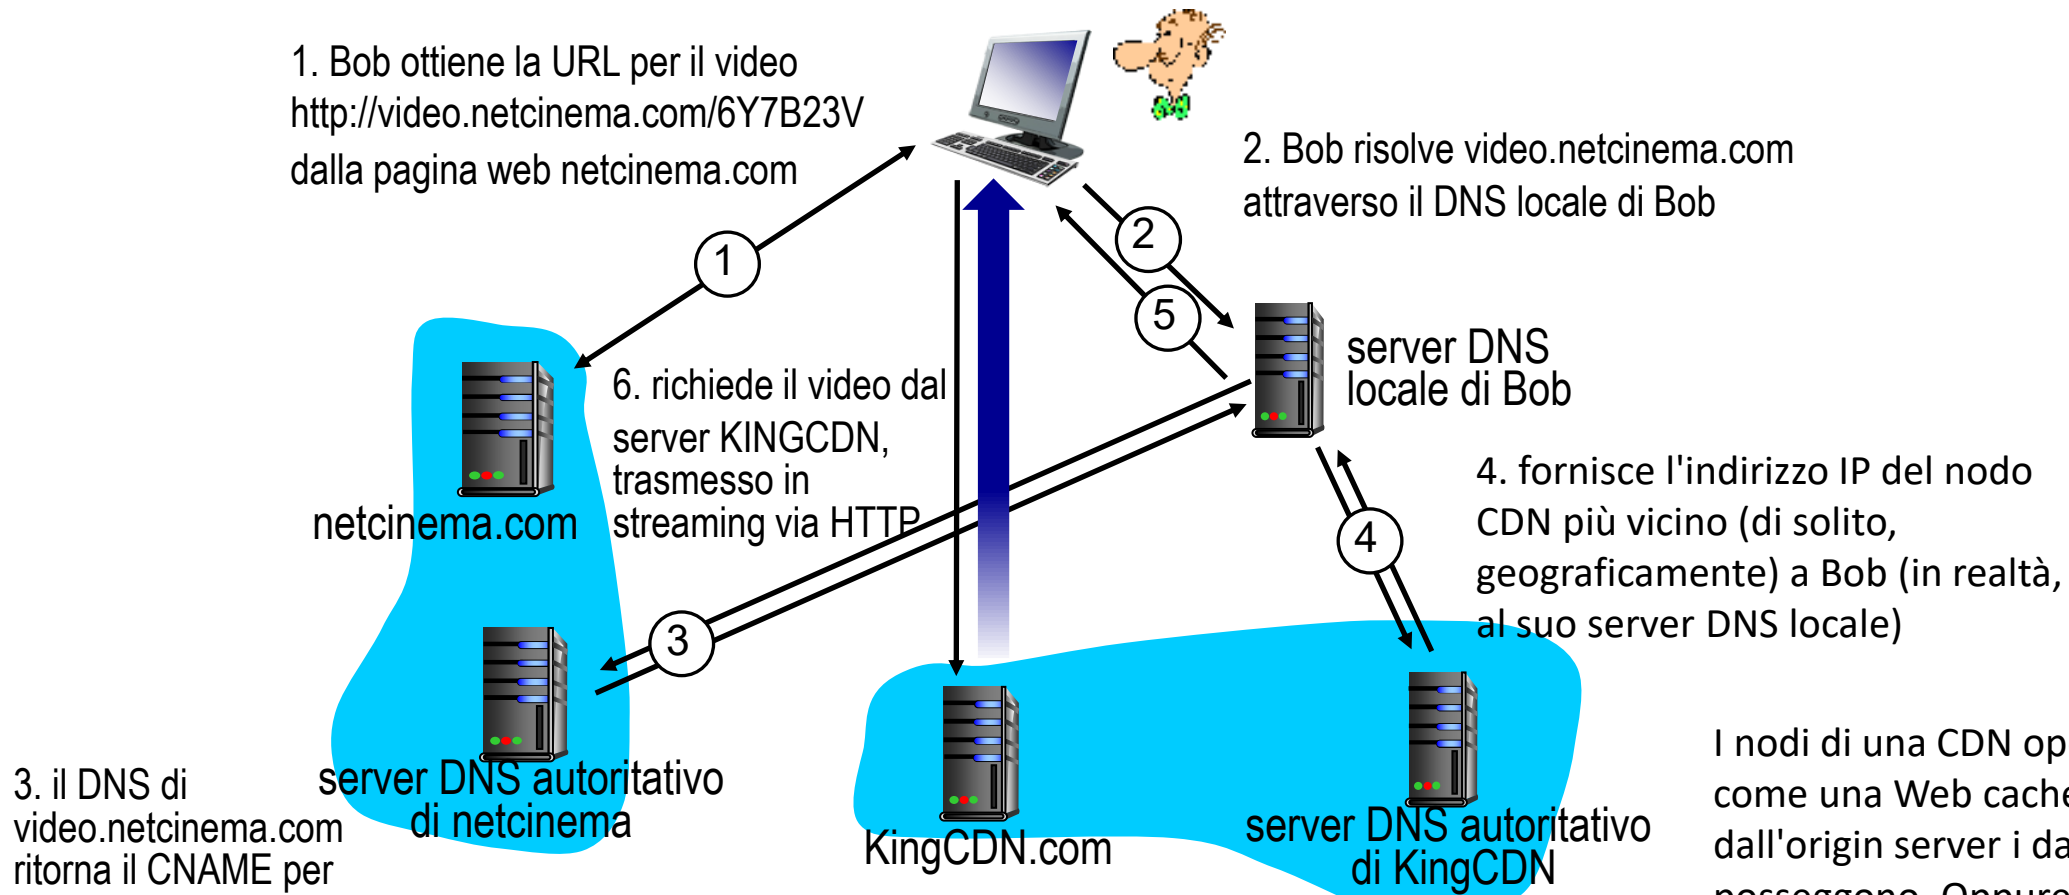 1. Bob ottiene la URL per il video
http://video.netcinema.com/6Y7B23V
dalla pagina web netcinema.com
2. Bob risolve video.netcinema.com
attraverso il DNS locale di Bob
1
2
5
server DNS
locale di Bob
6. richiede il video dal
server KINGCDN,
trasmesso in
streaming via HTTP
netcinema.com
4. fornisce l'indirizzo IP del nodo
CDN più vicino (di solito,
geograficamente) a Bob (in realtà,
al suo server DNS locale)
4
3
3. il DNS di
video.netcinema.com
ritorna il CNAME per
server DNS autoritativo
di netcinema
KingCDN.com
server DNS autoritativo
di KingCDN
I nodi di una CDN op
come una Web cache
dall'origin server i da
posseggono. Oppure